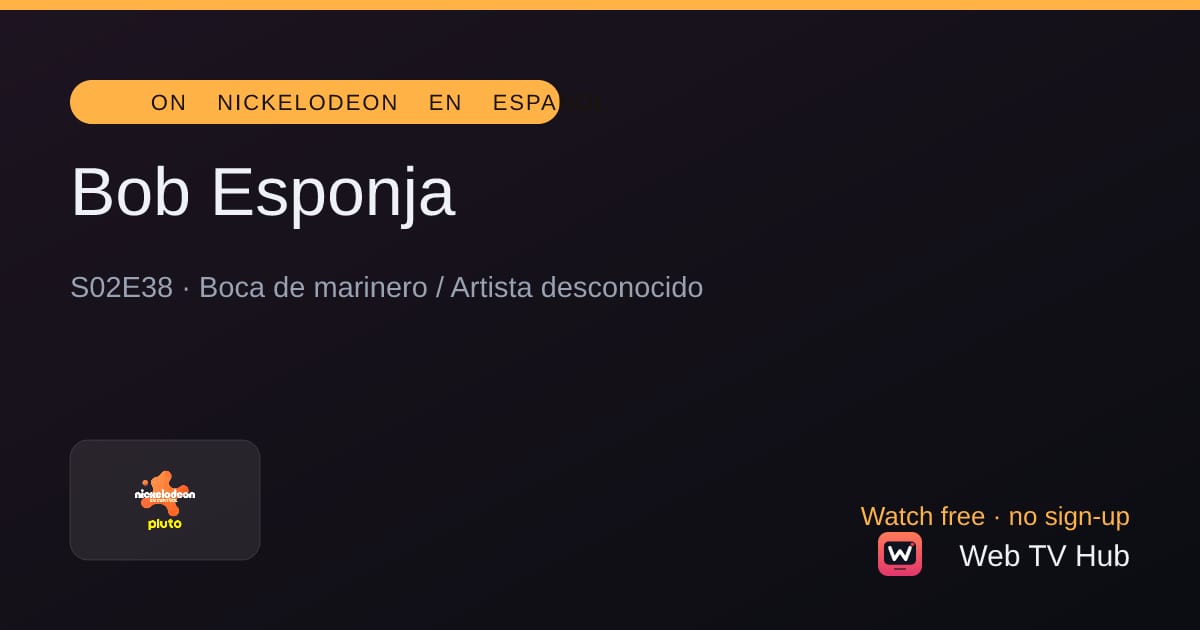 ON NICKELODEON EN ESPA
Bob Esponja
S02E38 · Boca de marinero / Artista desconocido
nickelodeon
pluto
Watch free · no sign-up
W
Web TV Hub